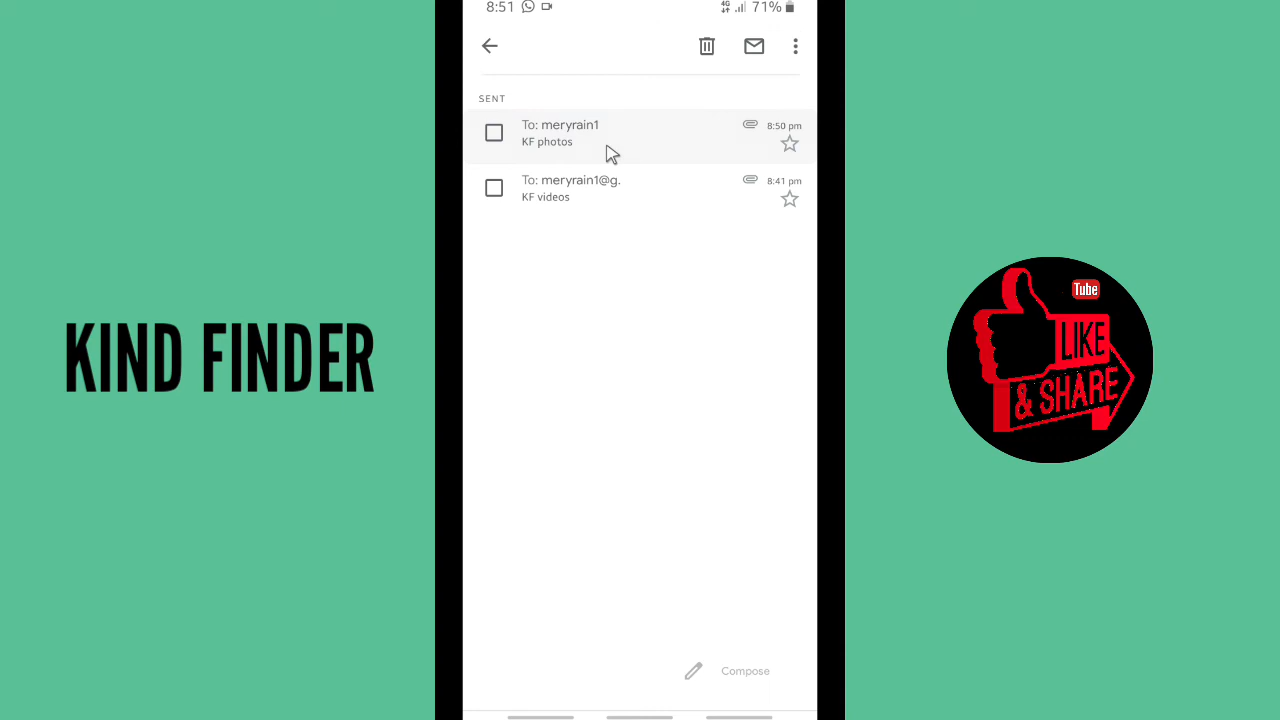 8:51
4G
71%
SENT
To: meryrain1
8:50 pm
KF photos
To: meryrain1@g.
8:41 pm
KF videos
Compose
KIND FINDER
Tube
LIKE
& SHARE